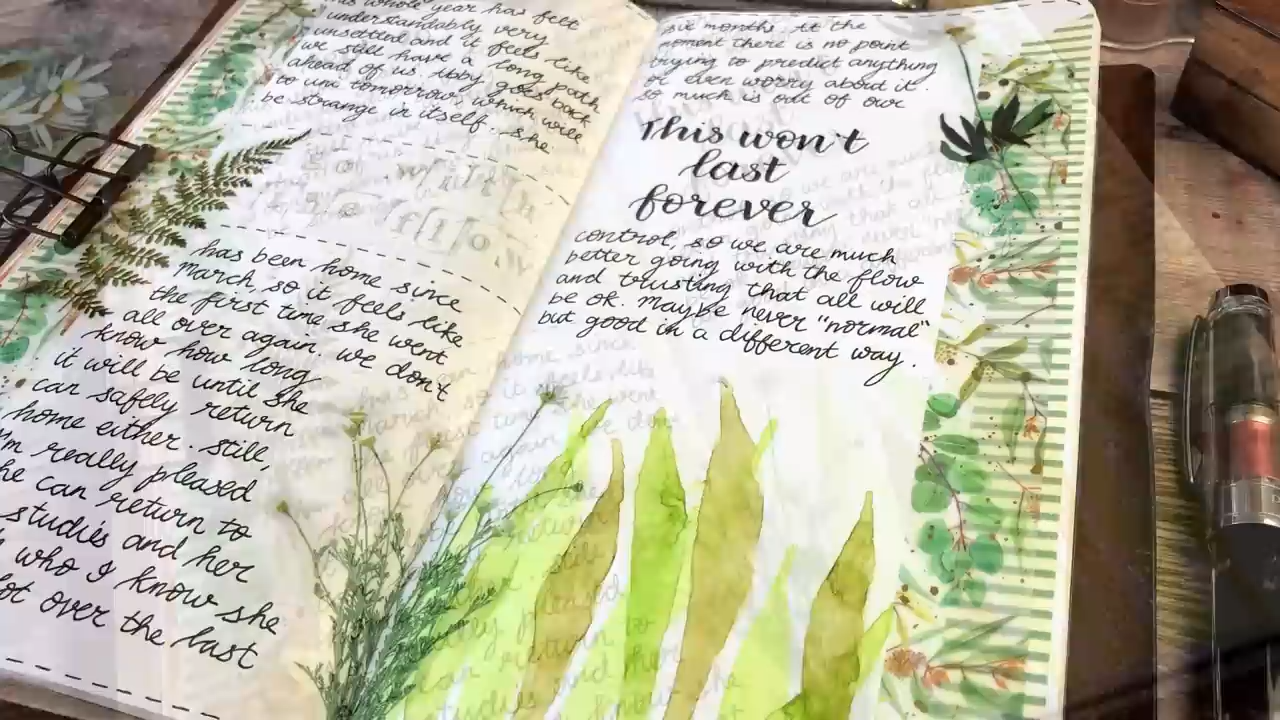 this whole year has felt
understandably very
unsettled and it feels like
we still have a long path
ahead of us. Ibby goes back
to uni tomorrow, which will
be strange in itself. She
has been home since
March, so it feels like
the first time she went
all over again. We don't
know how long
it will be until she
can safely return
home either. Still,
I'm really pleased
she can return to
studies and her
who I know she
over the last
six months. At the
moment there is no point
trying to predict anything
or even worry about it.
so much is out of our
This won't
last
forever
control, so we are much
better going with the flow
and trusting that all will
be OK. Maybe never "normal"
but good in a different way.